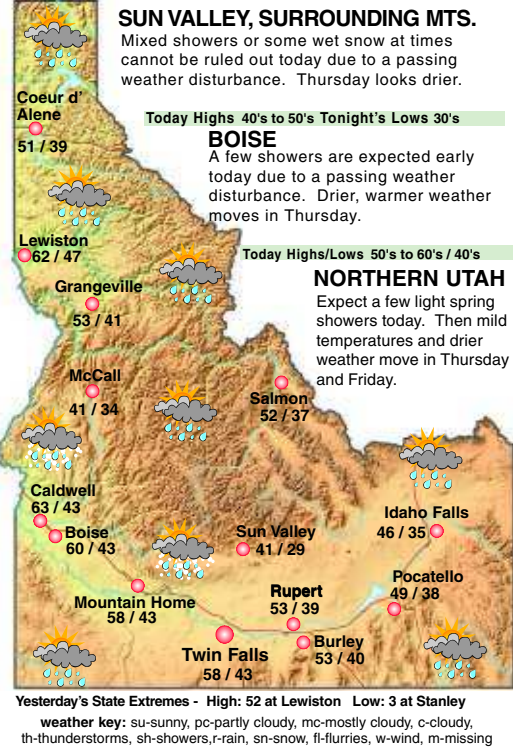 SUN VALLEY, SURROUNDING MTS.
Mixed showers or some wet snow at times
cannot be ruled out today due to a passing
weather disturbance.  Thursday looks drier.
Today Highs  40's to 50's  Tonight's Lows  30's
BOISE
A few showers are expected early
today due to a passing weather
disturbance.  Drier, warmer weather
moves in Thursday.
Today Highs/Lows  50's to 60's / 40's
NORTHERN UTAH
Expect a few light spring
showers today.  Then mild
temperatures and drier
weather move in Thursday
and Friday.
Coeur d'
Alene
51 / 39
Lewiston
62 / 47
Grangeville
53 / 41
McCall
41 / 34
Salmon
52 / 37
Caldwell
63 / 43
Boise
60 / 43
Sun Valley
41 / 29
Idaho Falls
46 / 35
Mountain Home
58 / 43
Rupert
53 / 39
Pocatello
49 / 38
Twin Falls
58 / 43
Burley
53 / 40
Yesterday's State Extremes -  High: 52 at Lewiston   Low: 3 at Stanley
weather key: su-sunny, pc-partly cloudy, mc-mostly cloudy, c-cloudy,
th-thunderstorms, sh-showers,r-rain, sn-snow, fl-flurries, w-wind, m-missing